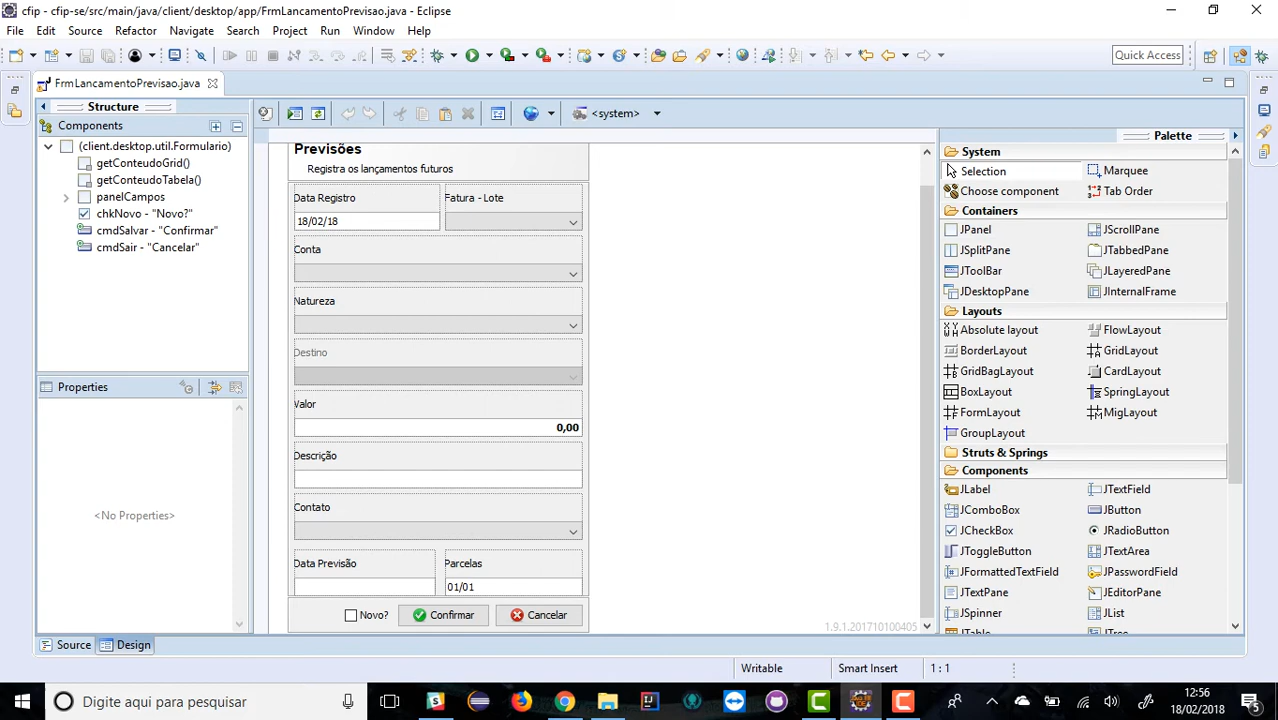 cfip - cfip-se/src/main/java/client/desktop/app/FrmLancamentoPrevisao.java - Eclipse
File Edit Source Refactor Navigate Search Project Run Window Help
Quick Access
FrmLancamentoPrevisao.java
Structure
Components
(client.desktop.util.Formulario)
getConteudoGrid()
getConteudoTabela()
panelCampos
chkNovo - "Novo?"
cmdSalvar - "Confirmar"
cmdSair - "Cancelar"
Properties
<No Properties>
<system>
Previsões
Registra os lançamentos futuros
Data Registro Fatura - Lote
18/02/18
Conta
Natureza
Destino
Valor
0,00
Descrição
Contato
Data Previsão Parcelas
01/01
Novo? Confirmar Cancelar
1.9.1.201710100405
Palette
System
Selection Marquee
Choose component Tab Order
Containers
JPanel JScrollPane
JSplitPane JTabbedPane
JToolBar JLayeredPane
JDesktopPane JInternalFrame
Layouts
Absolute layout FlowLayout
BorderLayout GridLayout
GridBagLayout CardLayout
BoxLayout SpringLayout
FormLayout MigLayout
GroupLayout
Struts & Springs
Components
JLabel JTextField
JComboBox JButton
JCheckBox JRadioButton
JToggleButton JTextArea
JFormattedTextField JPasswordField
JTextPane JEditorPane
JSpinner JList
JTable JTree
Source Design
Writable Smart Insert 1 : 1
Digite aqui para pesquisar
12:56
18/02/2018
5